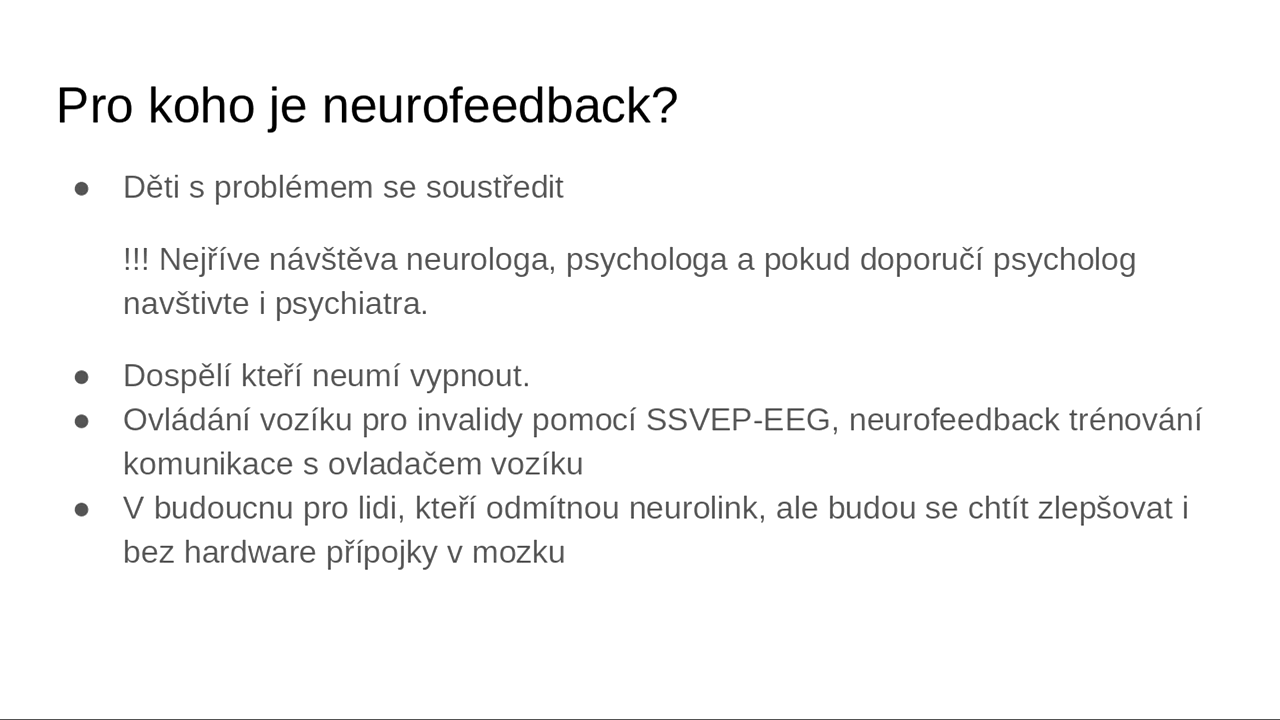 Pro koho je neurofeedback?
● Děti s problémem se soustředit
!!! Nejříve návštěva neurologa, psychologa a pokud doporučí psycholog
navštivte i psychiatra.
● Dospělí kteří neumí vypnout.
● Ovládání vozíku pro invalidy pomocí SSVEP-EEG, neurofeedback trénování
komunikace s ovladačem vozíku
● V budoucnu pro lidi, kteří odmítnou neurolink, ale budou se chtít zlepšovat i
bez hardware přípojky v mozku